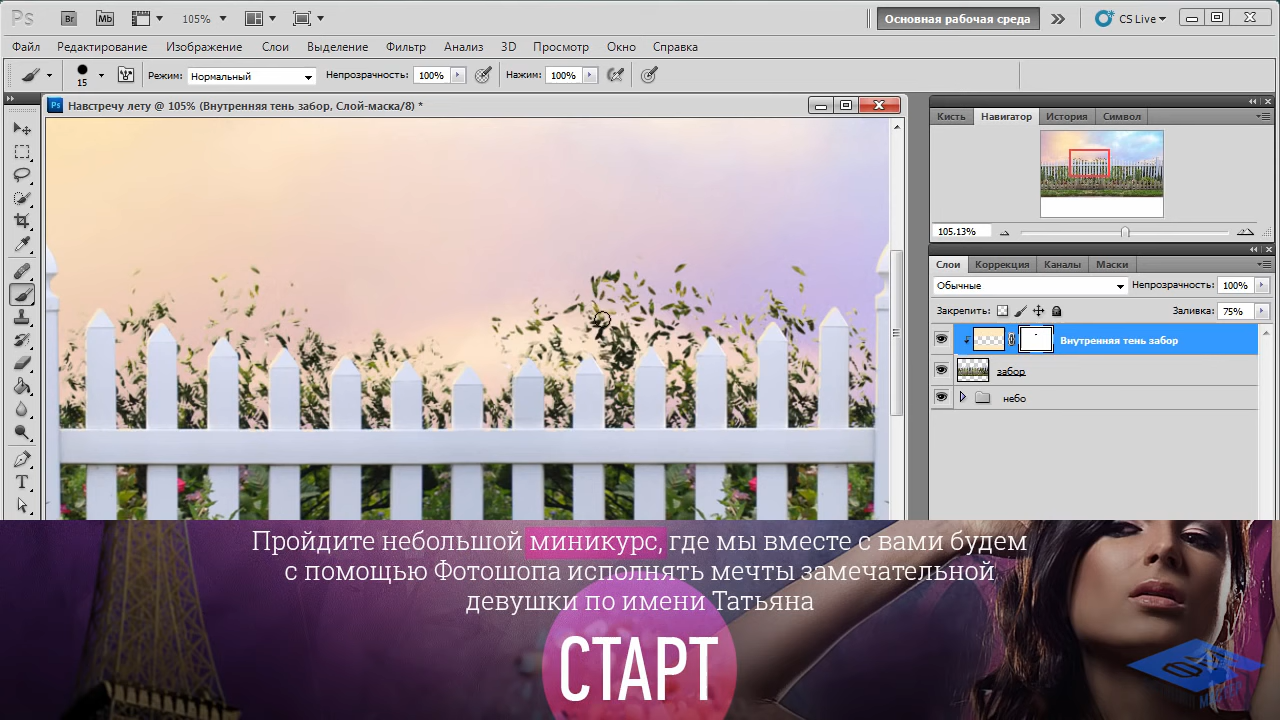 Ps
Br
Mb
105%
Основная рабочая среда
CS Live
Файл Редактирование Изображение Слои Выделение Фильтр Анализ 3D Просмотр Окно Справка
15
Режим: Нормальный
Непрозрачность: 100%
Нажим: 100%
Ps Навстречу лету @ 105% (Внутренняя тень забор, Слой-маска/8) *
Кисть Навигатор История Символ
105.13%
Слои Коррекция Каналы Маски
Обычные
Непрозрачность: 100%
Закрепить:
Заливка: 75%
Внутренняя тень забор
забор
небо
T
Пройдите небольшой миникурс, где мы вместе с вами будем
с помощью Фотошопа исполнять мечты замечательной
девушки по имени Татьяна
СТАРТ